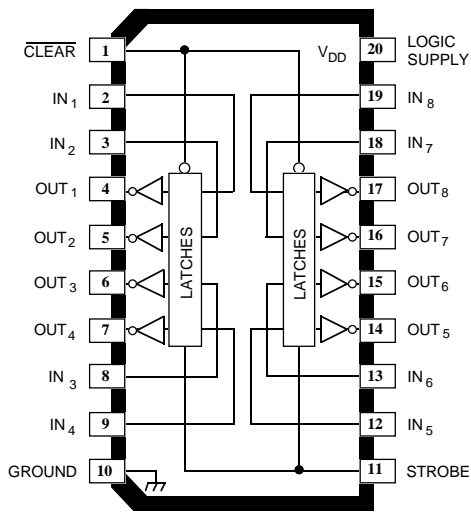 CLEAR 1
IN1 2
IN2 3
OUT1 4
OUT2 5
OUT3 6
OUT4 7
IN3 8
IN4 9
GROUND 10
LATCHES
LATCHES
VDD 20 LOGIC SUPPLY
19 IN8
18 IN7
17 OUT8
16 OUT7
15 OUT6
14 OUT5
13 IN6
12 IN5
11 STROBE